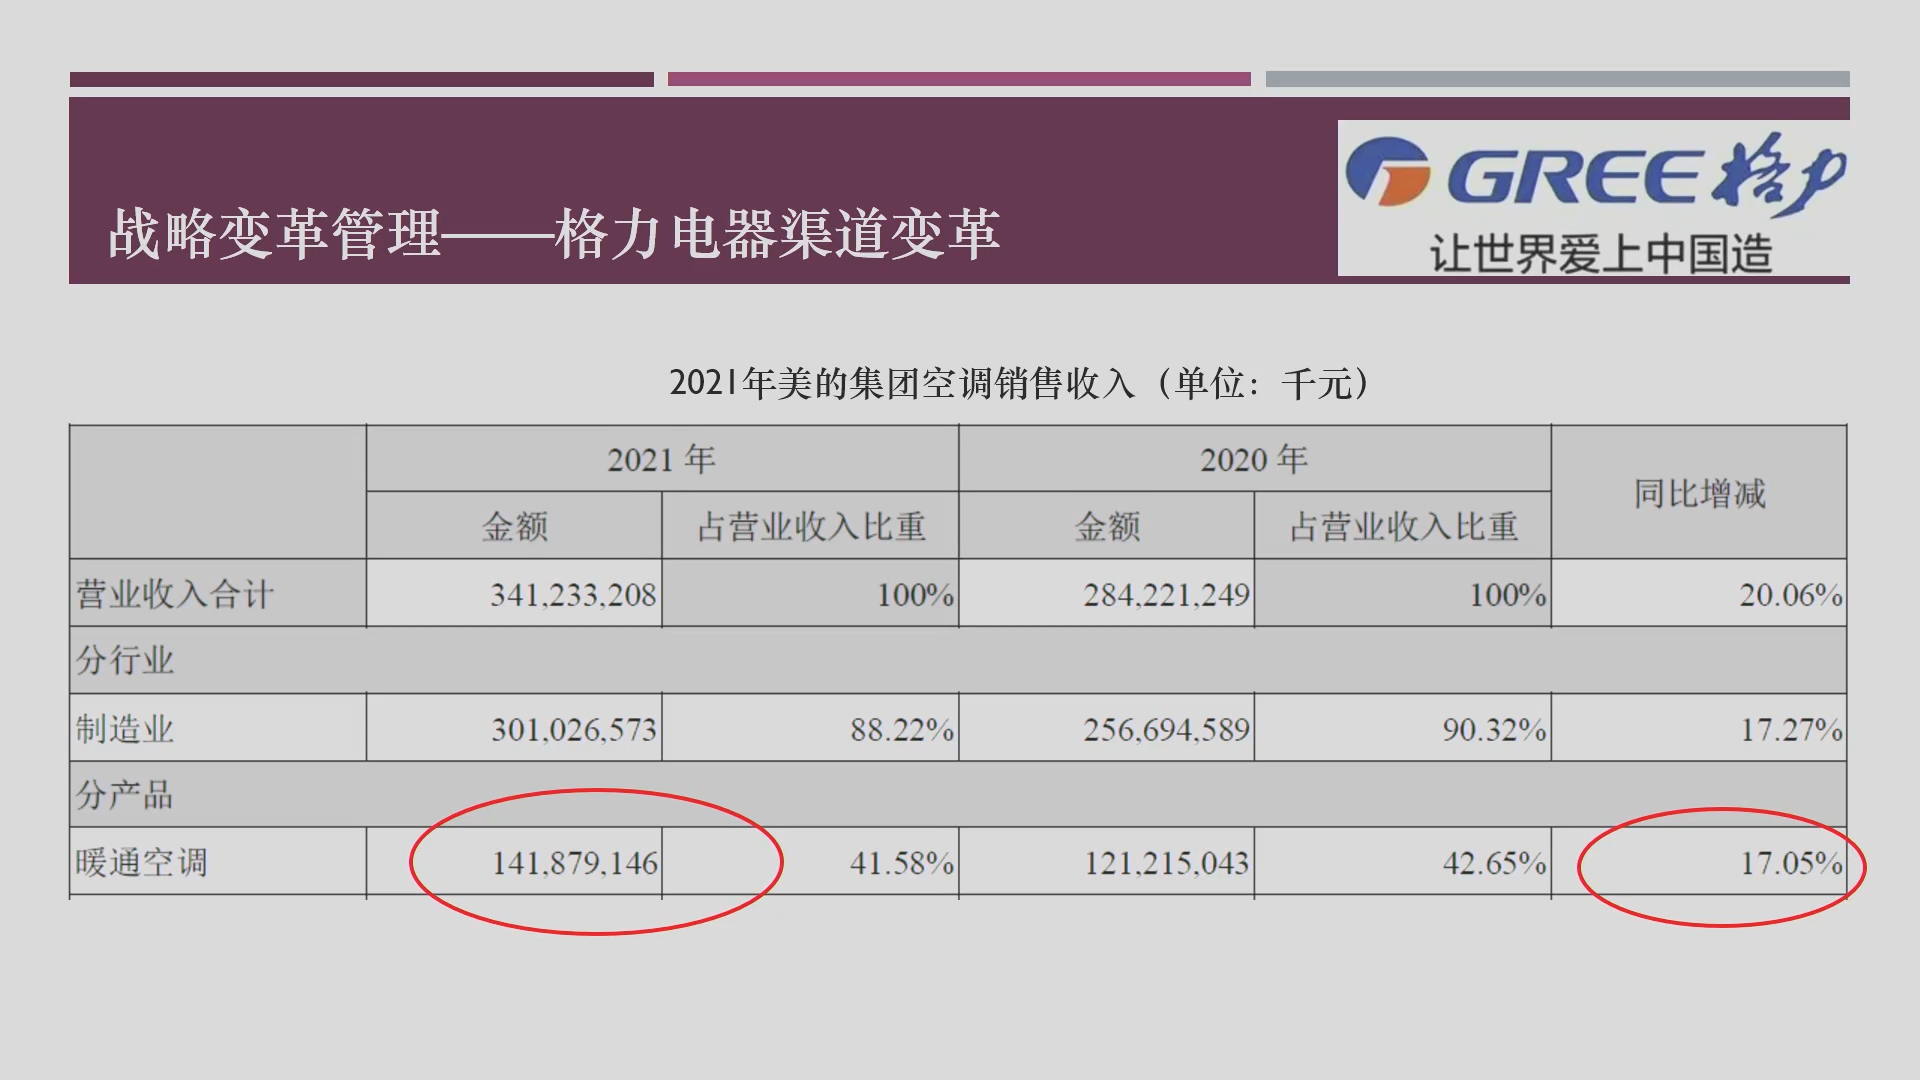 GREE格力
让世界爱上中国造
战略变革管理——格力电器渠道变革
2021年美的集团空调销售收入（单位：千元）
2021 年 2020 年 同比增减
金额 占营业收入比重 金额 占营业收入比重
营业收入合计 341,233,208 100% 284,221,249 100% 20.06%
分行业
制造业 301,026,573 88.22% 256,694,589 90.32% 17.27%
分产品
暖通空调 141,879,146 41.58% 121,215,043 42.65% 17.05%